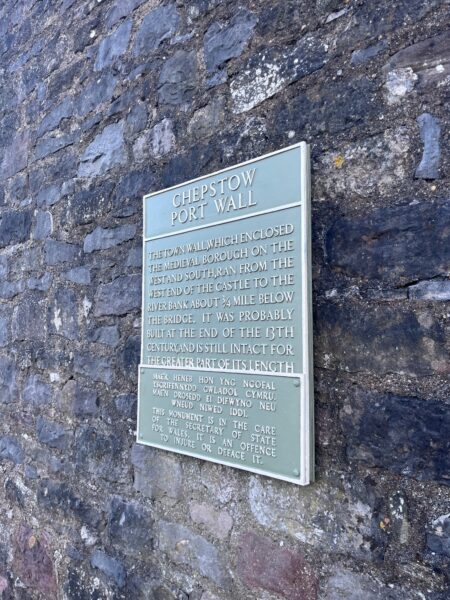 CHEPSTOW
PORT WALL
THE TOWN WALL, WHICH ENCLOSED
THE MEDIEVAL BOROUGH ON THE
WEST AND SOUTH, RAN FROM THE
WEST END OF THE CASTLE TO THE
RIVER BANK ABOUT ¾ MILE BELOW
THE BRIDGE. IT WAS PROBABLY
BUILT AT THE END OF THE 13TH
CENTURY, AND IS STILL INTACT FOR
THE GREATER PART OF ITS LENGTH
MAE'R HENEB HON YNG NGOFAL
YSGRIFENNYDD GWLADOL CYMRU.
MAE'N DROSEDD EI DIFWYNO NEU
WNEUD NIWED IDDI.
THIS MONUMENT IS IN THE CARE
OF THE SECRETARY OF STATE
FOR WALES. IT IS AN OFFENCE
TO INJURE OR DEFACE IT.